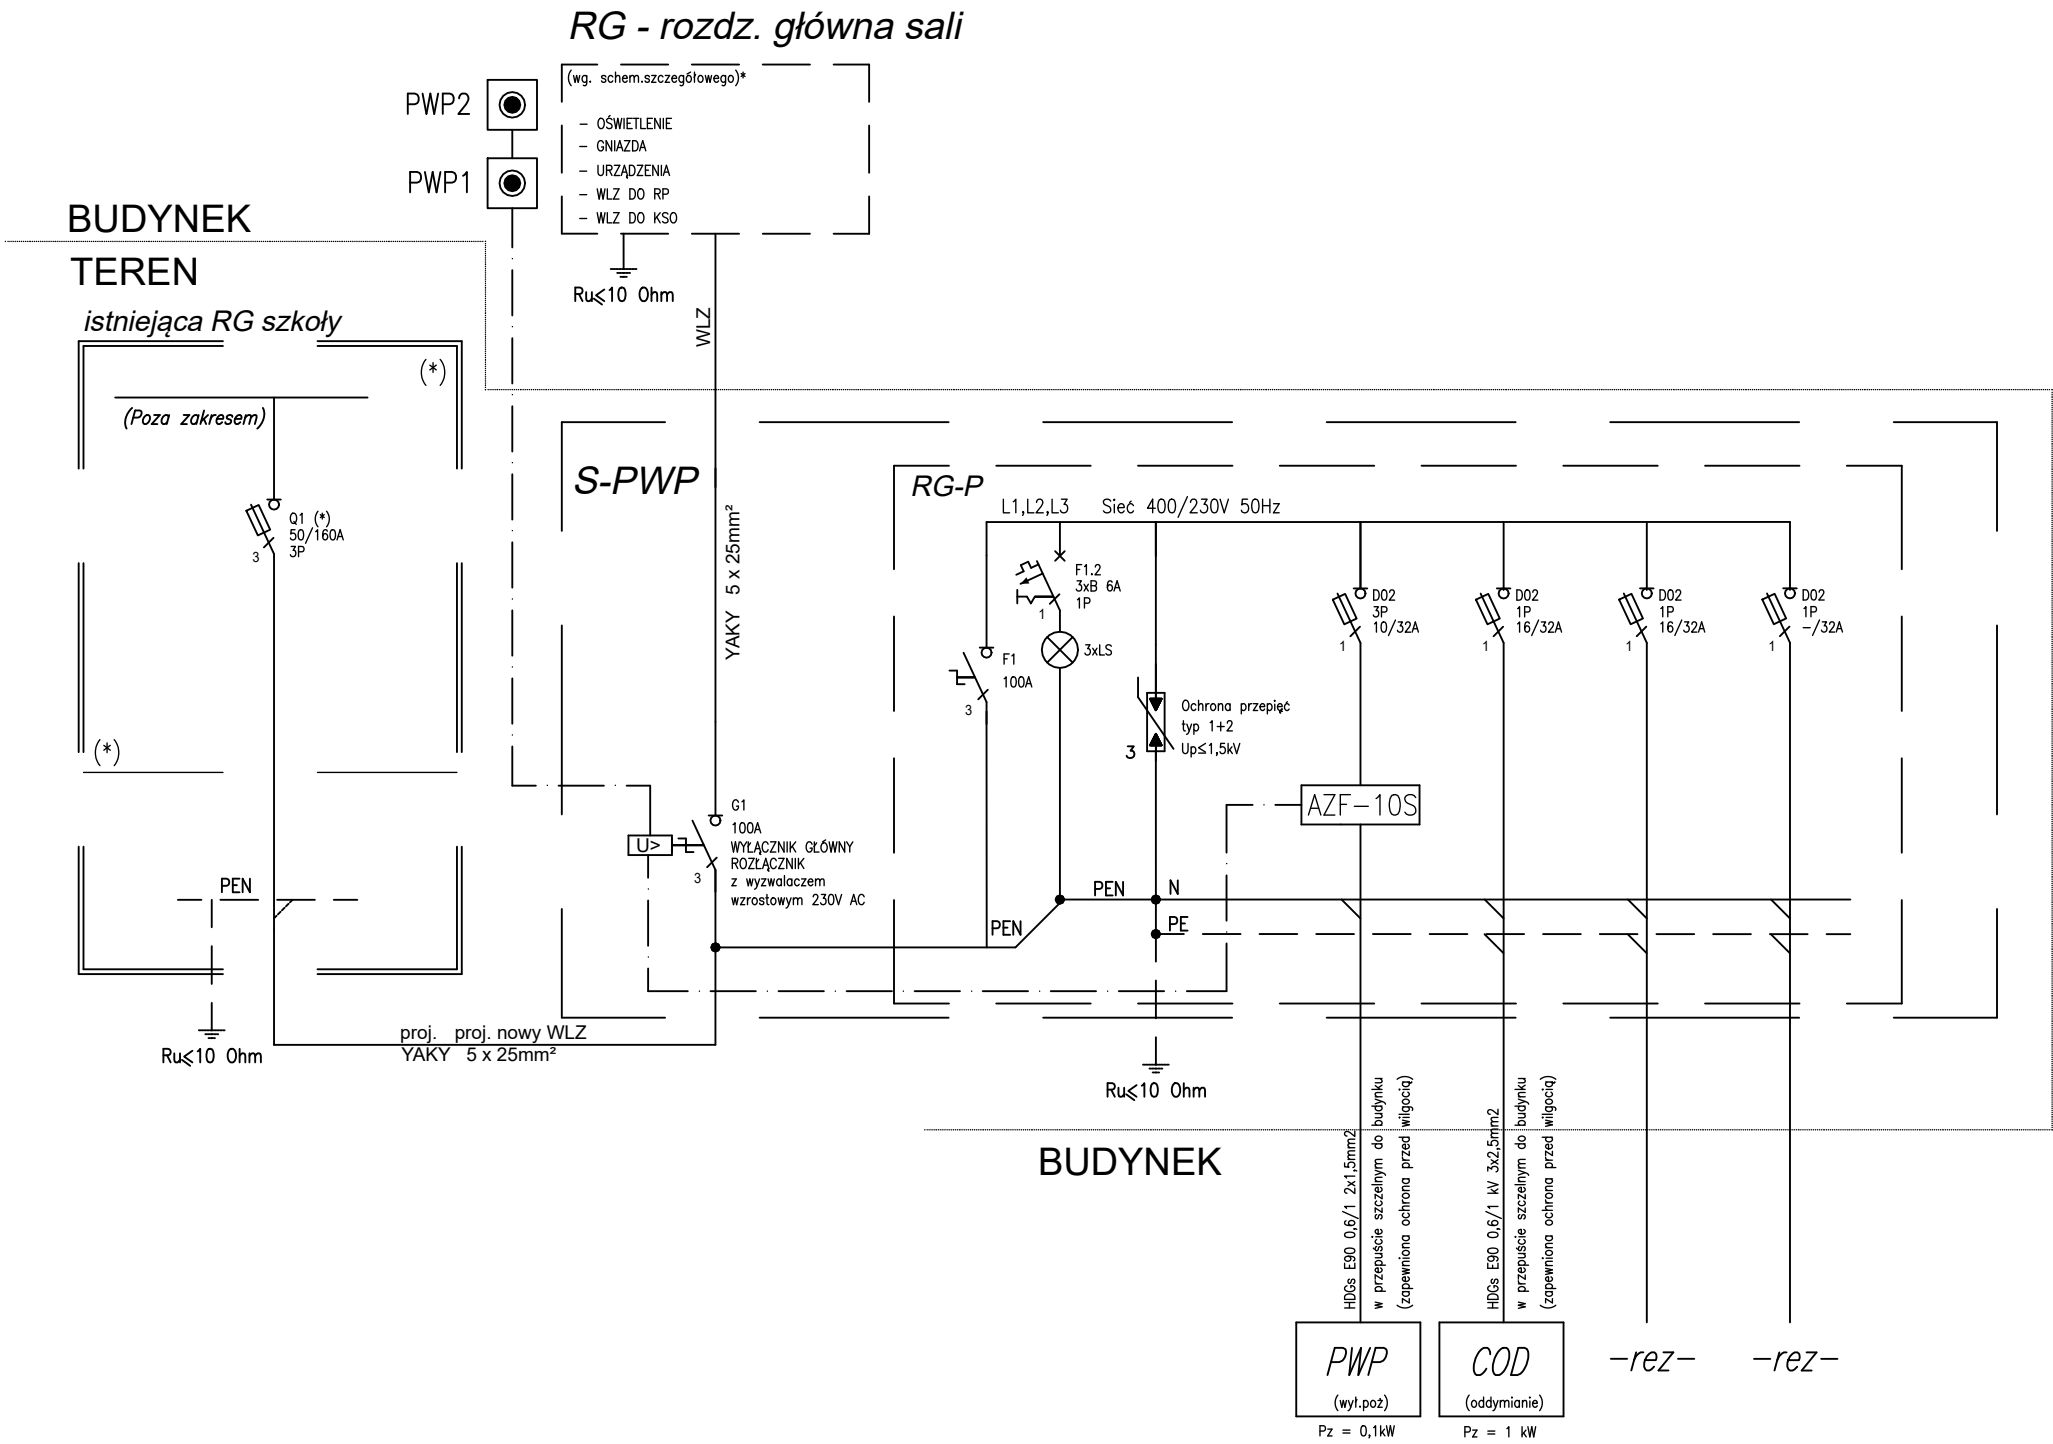 RG - rozdz. główna sali
(wg. schem.szczegółowego)*
- OŚWIETLENIE
- GNIAZDA
- URZĄDZENIA
- WLZ DO RP
- WLZ DO KSO
PWP2
PWP1
BUDYNEK
TEREN
Ru≤10 Ohm
WLZ
istniejąca RG szkoły
(*)
(Poza zakresem)
Q1 (*)
50/160A
3P
3
(*)
PEN
Ru≤10 Ohm
proj. proj. nowy WLZ
YAKY 5 x 25mm²
S-PWP
YAKY 5 x 25mm²
G1
100A
WYŁĄCZNIK GŁÓWNY
ROZŁĄCZNIK
z wyzwalaczem
wzrostowym 230V AC
U>
3
RG-P
L1,L2,L3 Sieć 400/230V 50Hz
F1.2
3xB 6A
1P
1
3xLS
F1
100A
3
Ochrona przepięć
typ 1+2
Up≤1,5kV
3
D02
3P
10/32A
1
D02
1P
16/32A
1
D02
1P
16/32A
1
D02
1P
-/32A
1
AZF-10S
PEN
N
PE
PEN
Ru≤10 Ohm
BUDYNEK
HDGs E90 0,6/1 2x1,5mm2
w przepuście szczelnym do budynku
(zapewniona ochrona przed wilgocią)
HDGs E90 0,6/1 kV 3x2,5mm2
w przepuście szczelnym do budynku
(zapewniona ochrona przed wilgocią)
PWP
(wył.poż)
Pz = 0,1kW
COD
(oddymianie)
Pz = 1 kW
-rez-
-rez-